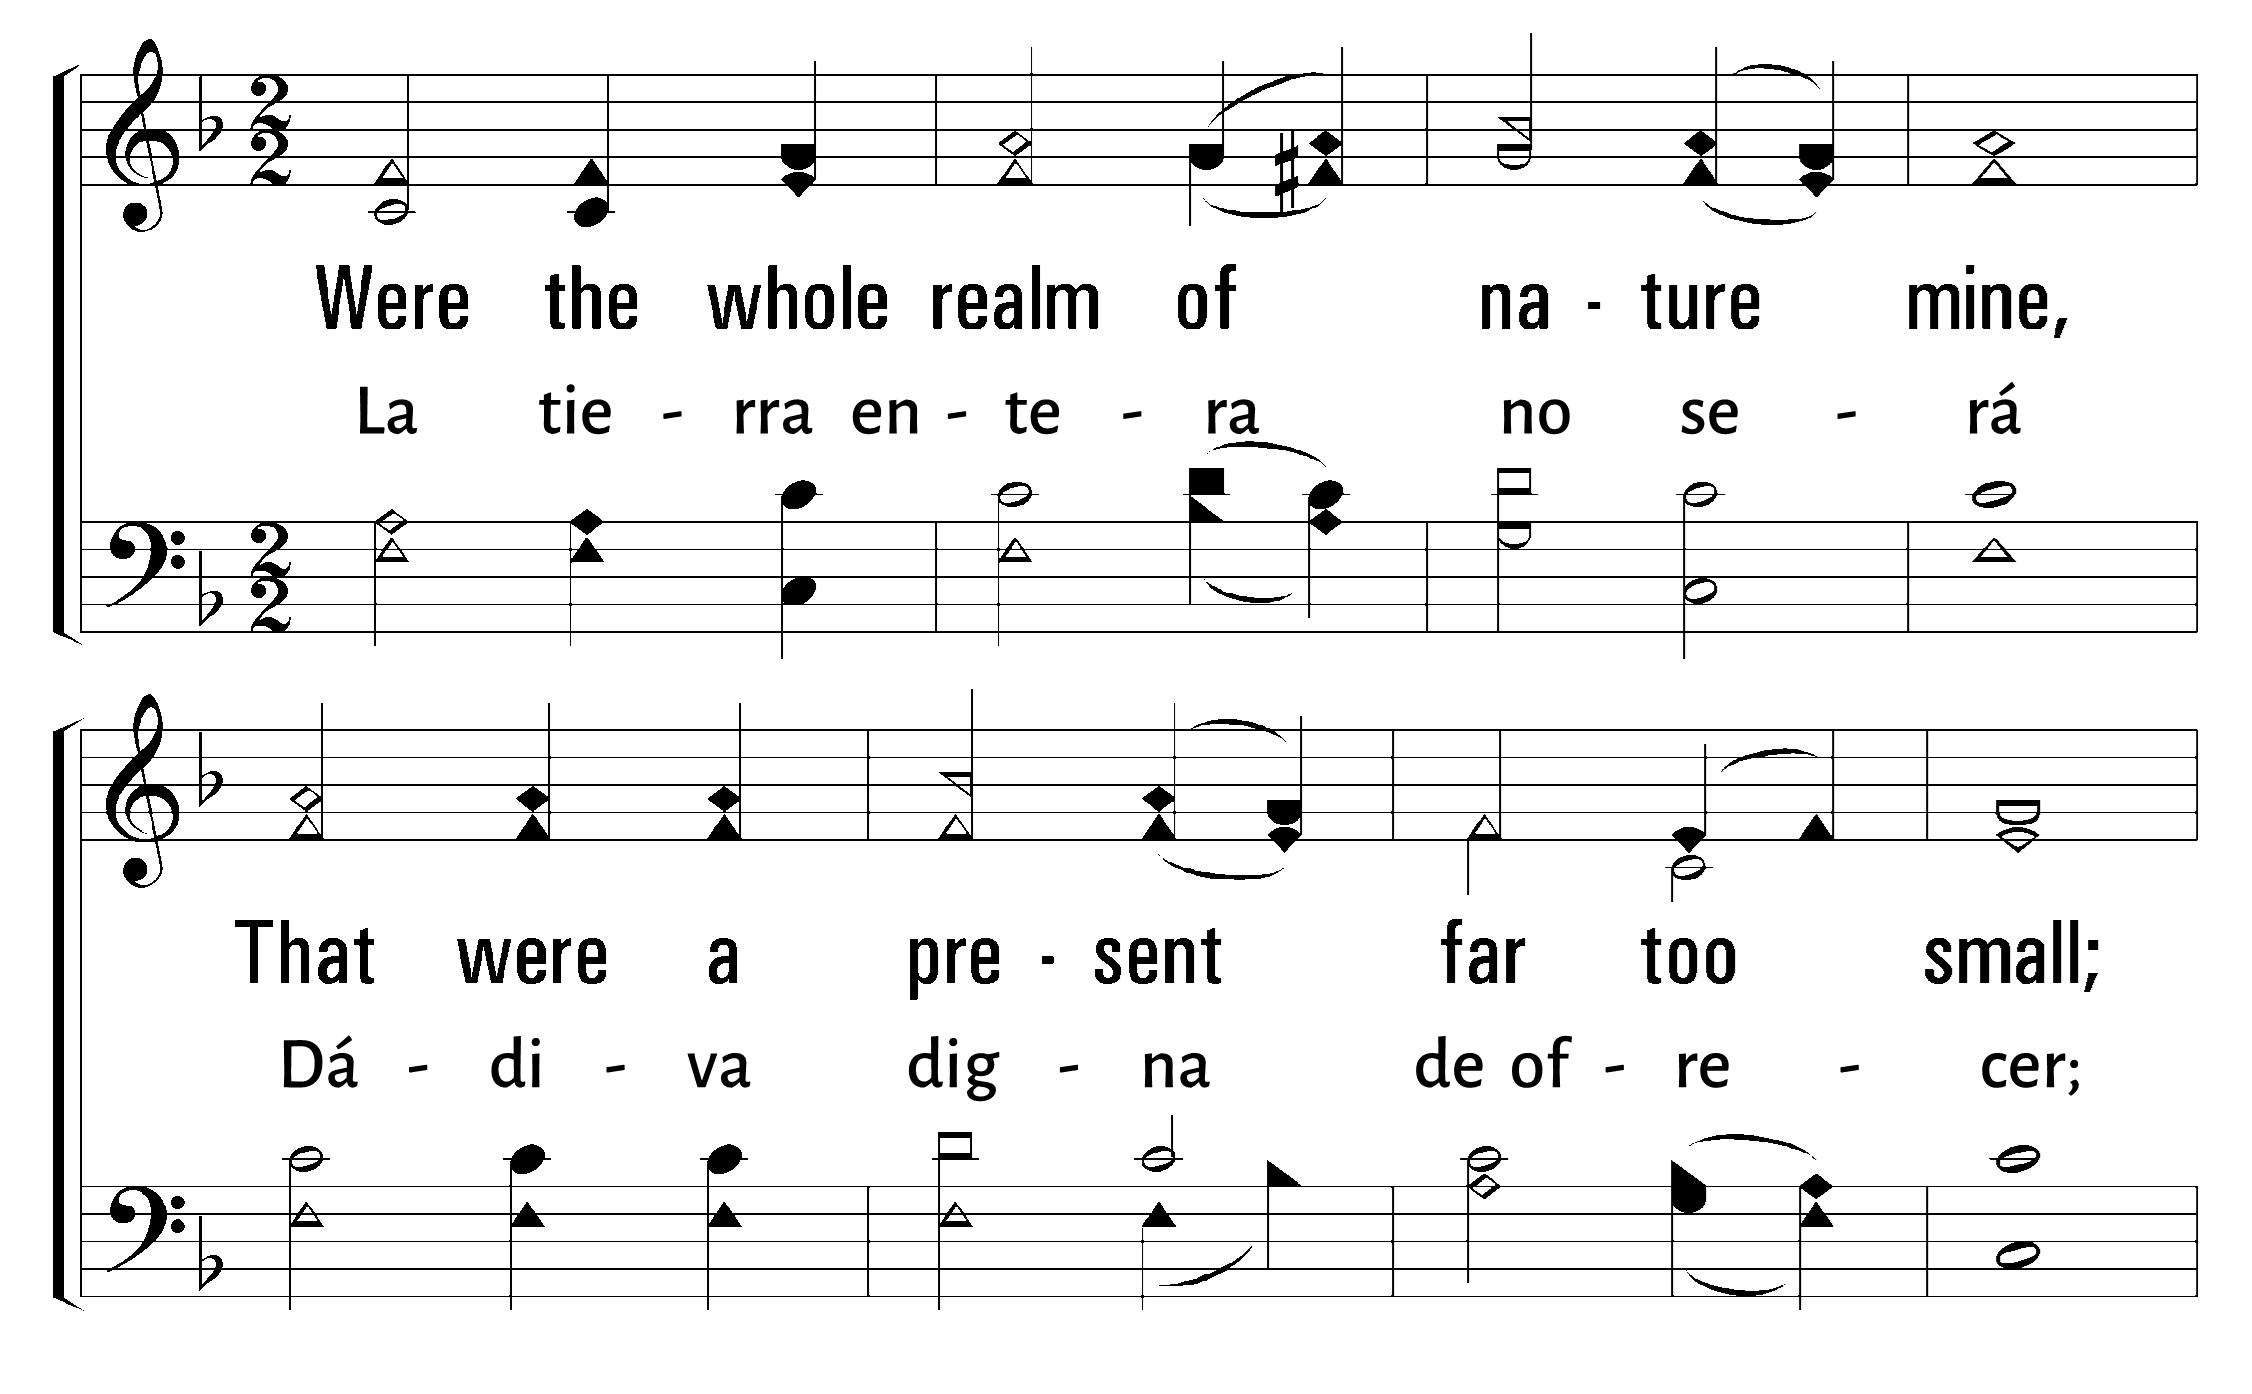 Were the whole realm of na - ture mine,
La tie - rra en - te - ra no se - rá
That were a pre - sent far too small;
Dá - di - va dig - na de of - re - cer;